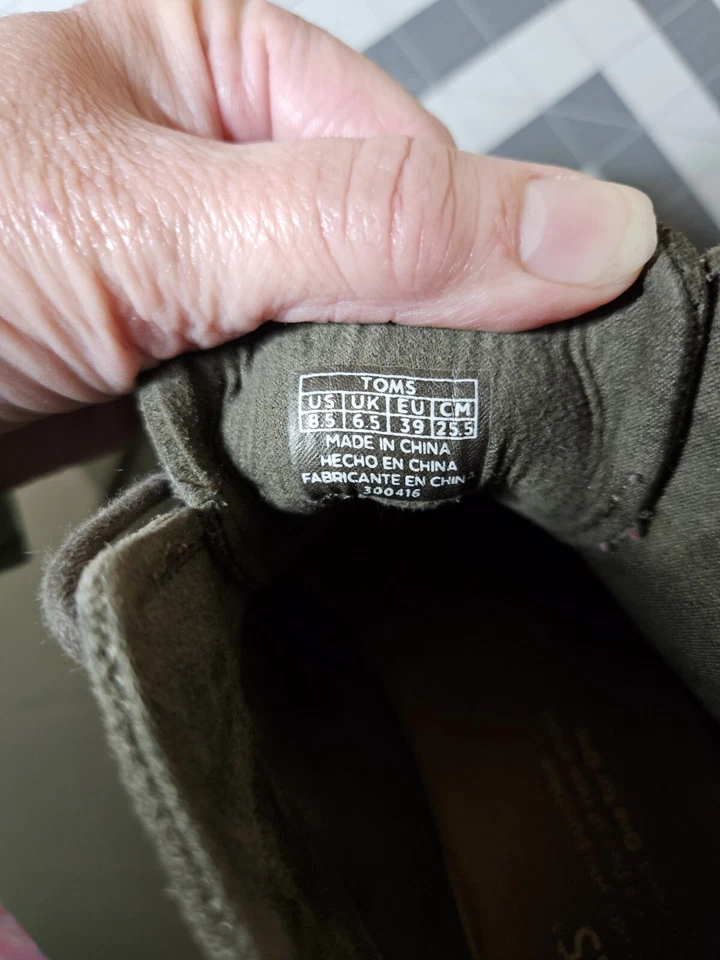 TOMS
US UK EU CM
8.5 6.5 39 25.5
MADE IN CHINA
HECHO EN CHINA
FABRICANTE EN CHIN
300416